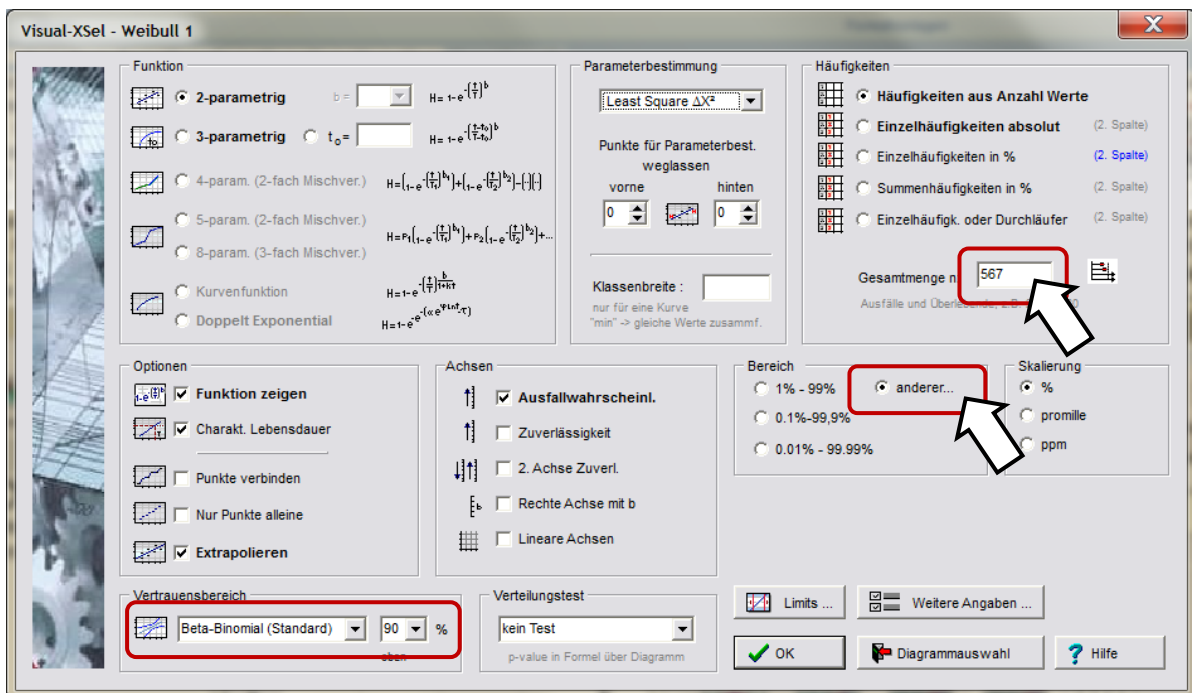 Visual-XSel - Weibull 1
X
Funktion
2-parametrig b =
3-parametrig t₀=
4-param. (2-fach Mischver.)
5-param. (2-fach Mischver.)
8-param. (3-fach Mischver.)
Kurvenfunktion
Doppelt Exponential
Parameterbestimmung
Least Square ΔX²
Punkte für Parameterbest.
weglassen
vorne hinten
0 0
Klassenbreite :
nur für eine Kurve
"min" -> gleiche Werte zusammf.
Häufigkeiten
Häufigkeiten aus Anzahl Werte
Einzelhäufigkeiten absolut (2. Spalte)
Einzelhäufigkeiten in % (2. Spalte)
Summenhäufigkeiten in % (2. Spalte)
Einzelhäufigk. oder Durchläufer (2. Spalte)
Gesamtmenge n 567
Ausfälle und
Optionen
Funktion zeigen
Charakt. Lebensdauer
Punkte verbinden
Nur Punkte alleine
Extrapolieren
Achsen
Ausfallwahrscheinl.
Zuverlässigkeit
2. Achse Zuverl.
Rechte Achse mit b
Lineare Achsen
Bereich
1% - 99% anderer...
0.1%-99,9%
0.01% - 99.99%
Skalierung
%
promille
ppm
Vertrauensbereich
Beta-Binomial (Standard) 90 %
Verteilungstest
kein Test
p-value in Formel über Diagramm
Limits ... Weitere Angaben ...
OK Diagrammauswahl ? Hilfe